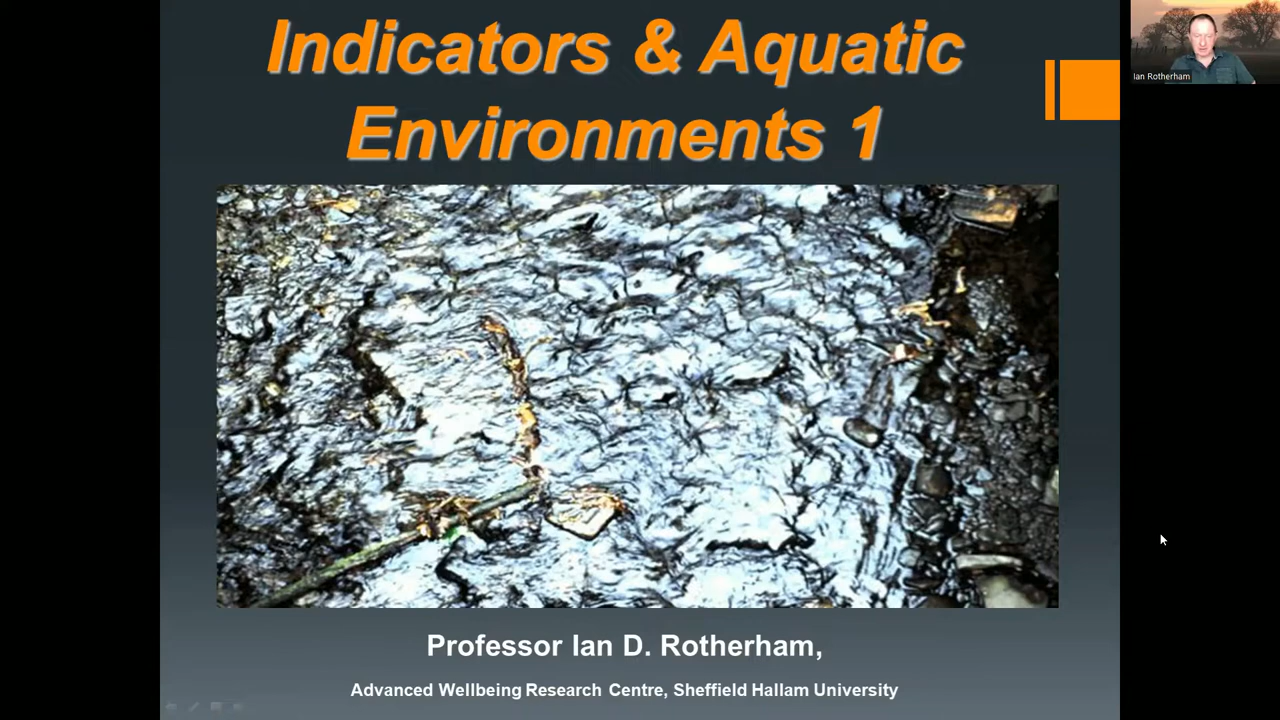 Indicators & Aquatic
Environments 1
Ian Rotherham
Professor Ian D. Rotherham,
Advanced Wellbeing Research Centre, Sheffield Hallam University